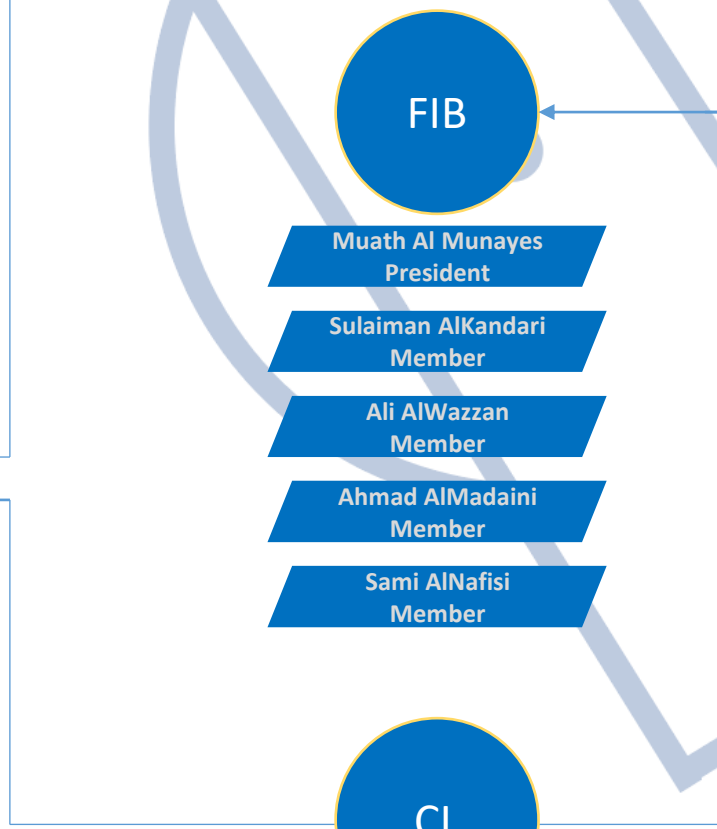 FIB
Muath Al Munayes
President
Sulaiman AlKandari
Member
Ali AlWazzan
Member
Ahmad AlMadaini
Member
Sami AlNafisi
Member